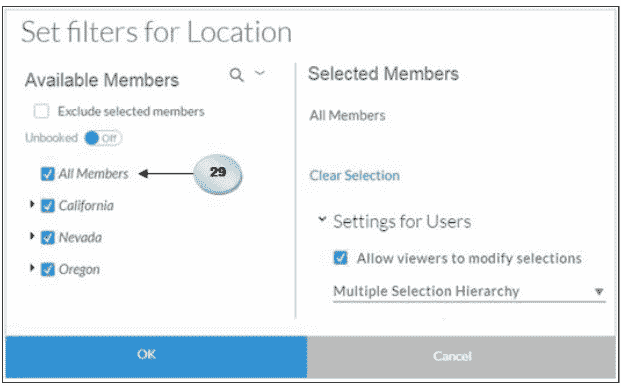 Set filters for Location
Available Members
Exclude selected members
Unbooked Off
All Members
29
California
Nevada
Oregon
Selected Members
All Members
Clear Selection
Settings for Users
Allow viewers to modify selections
Multiple Selection Hierarchy
OK
Cancel